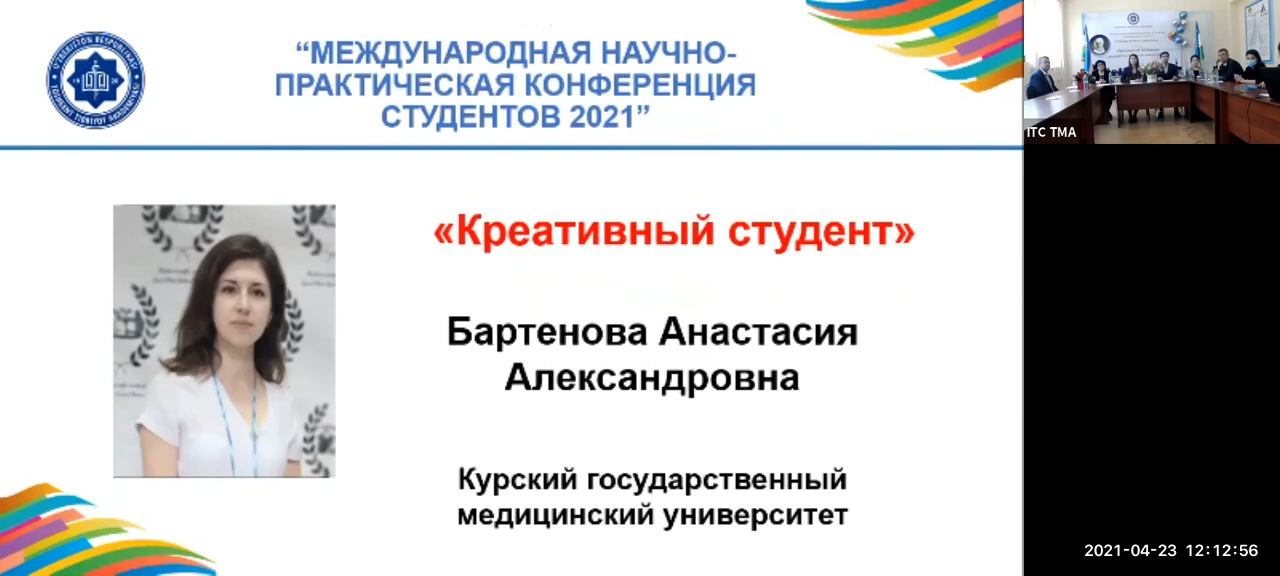 “МЕЖДУНАРОДНАЯ НАУЧНО-
ПРАКТИЧЕСКАЯ КОНФЕРЕНЦИЯ
СТУДЕНТОВ 2021”
«Креативный студент»
Бартенова Анастасия
Александровна
Курский государственный
медицинский университет
ITC TMA
2021-04-23 12:12:56